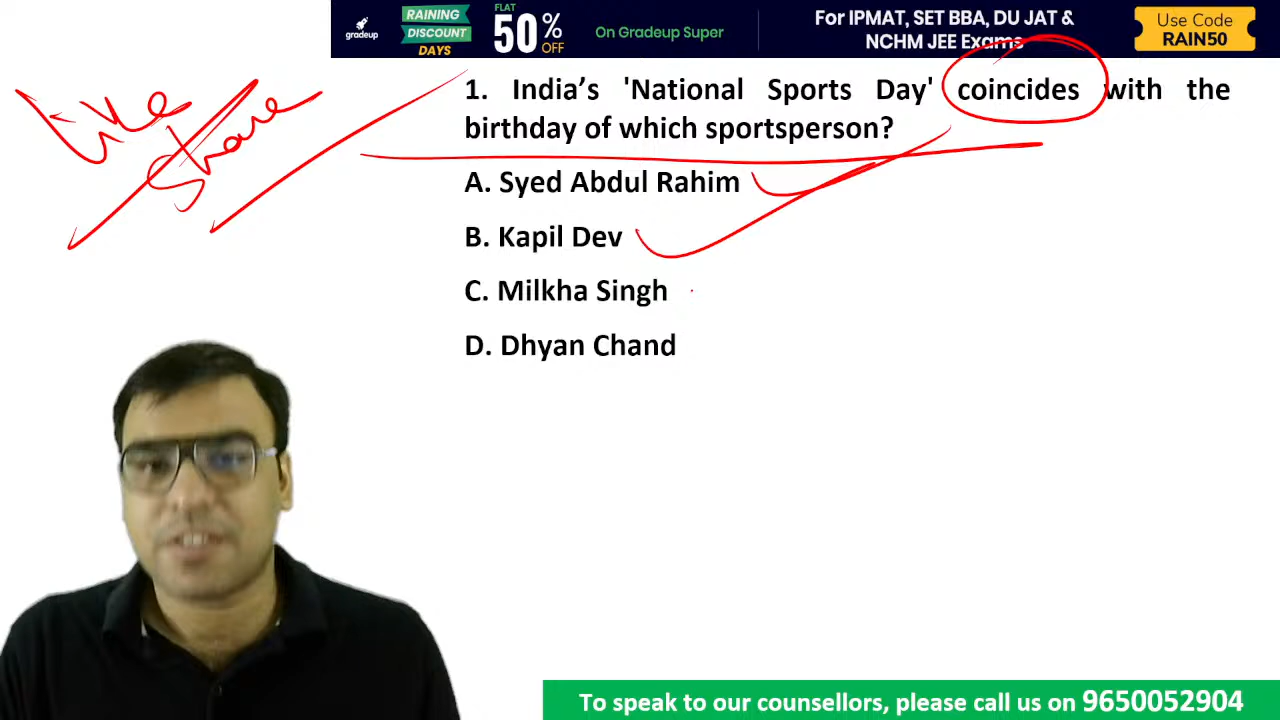 gradeup
RAINING
DISCOUNT
DAYS
FLAT
50%
OFF
On Gradeup Super
For IPMAT, SET BBA, DU JAT &
NCHM JEE Exams
Use Code
RAIN50
Like
Share
1. India’s 'National Sports Day' coincides with the
birthday of which sportsperson?
A. Syed Abdul Rahim
B. Kapil Dev
C. Milkha Singh
D. Dhyan Chand
To speak to our counsellors, please call us on 9650052904